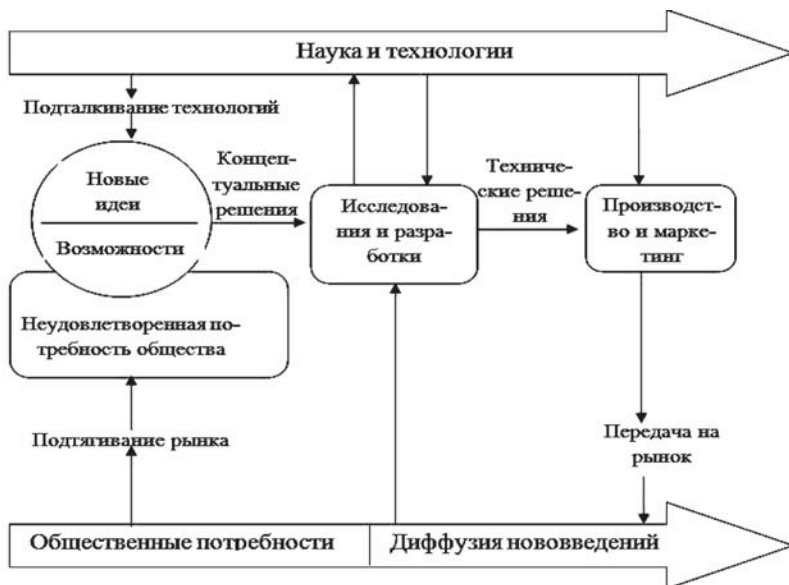 Наука и технологии
Подталкивание технологий
Новые
идеи
Возможности
Концеп-
туальные
решения
Исследова-
ния и разра-
ботки
Техниче-
ские реше-
ния
Производст-
во и марке-
тинг
Неудовлетворенная по-
требность общества
Подтягивание рынка
Передача на
рынок
Общественные потребности
Диффузия нововведений